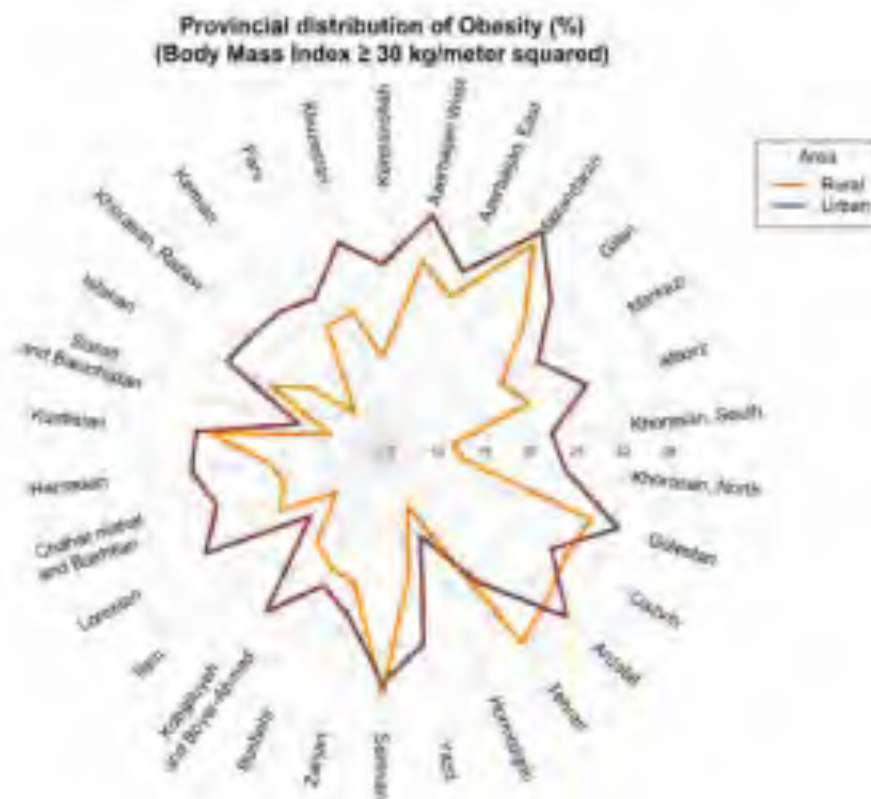 Provincial distribution of Obesity (%)
(Body Mass Index ≥ 30 kg/meter squared)
Area
Rural
Urban
Azerbaijan West
Azerbaijan East
Mazandaran
Gilan
Markazi
Alborz
Khorasan, South
Khorasan, North
Golestan
Qazvin
Ardabil
Tehran
Hormozgan
Yazd
Semnan
Zanjan
Bushehr
Kohgiluyeh
and Boyer-Ahmad
Ilam
Lorestan
Chahar mahal
and Bakhtiari
Hamadan
Kurdistan
Sistan
and Baluchistan
Isfahan
Khorasan, Razavi
Kerman
Fars
Khuzestan
Kermanshah